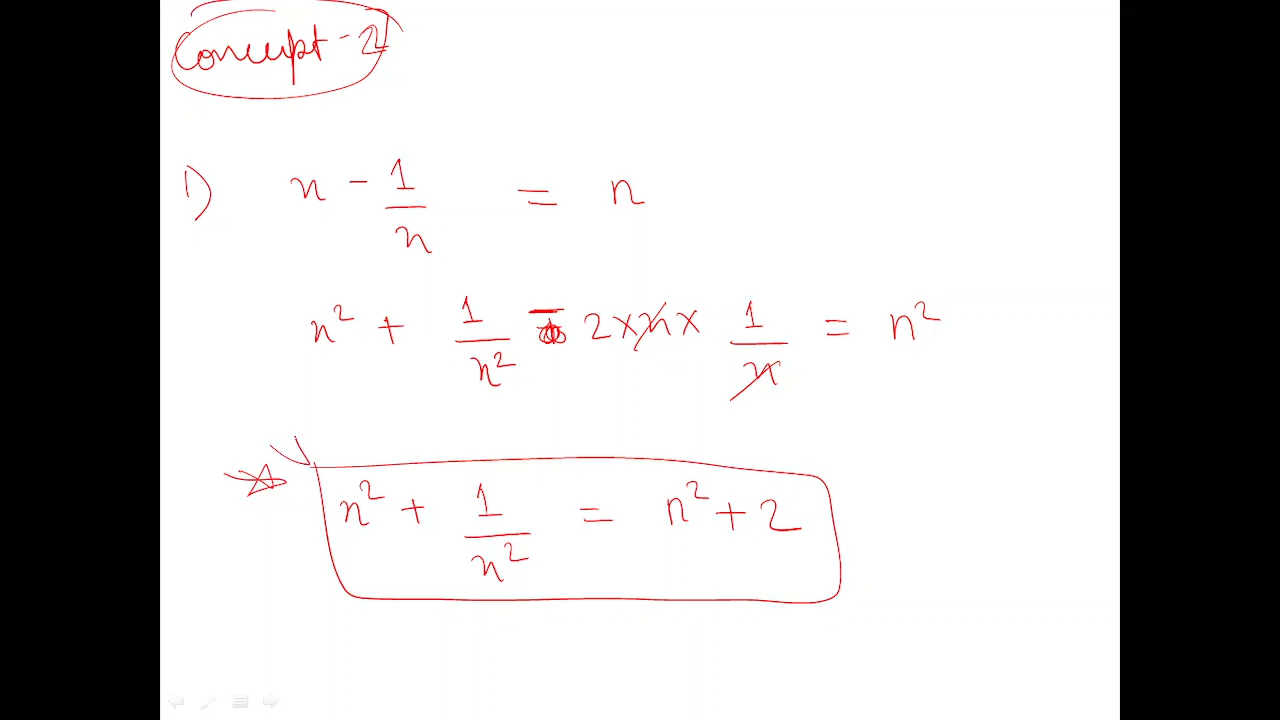 Concept-2
1) x - 1/x = n
x² + 1/x² - 2 × x × 1/x = n²
x² + 1/x² = n² + 2